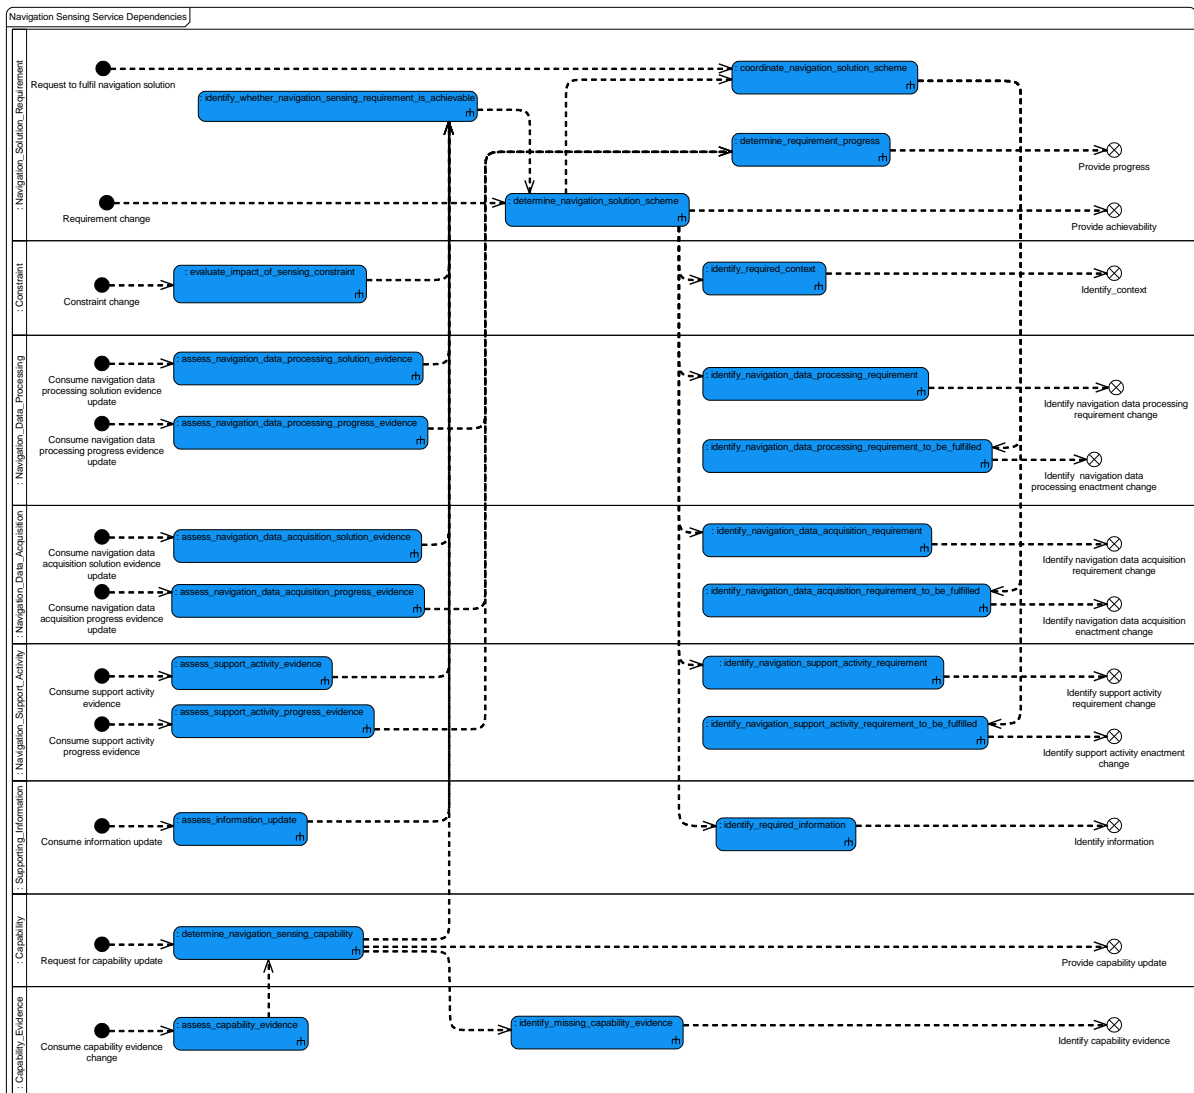 Navigation Sensing Service Dependencies
: Navigation_Solution_Requirement
Request to fulfil navigation solution
: coordinate_navigation_solution_scheme
: identify_whether_navigation_sensing_requirement_is_achievable
: determine_requirement_progress
Provide progress
Requirement change
: determine_navigation_solution_scheme
Provide achievability
: Constraint
Constraint change
: evaluate_impact_of_sensing_constraint
: identify_required_context
Identify_context
: Navigation_Data_Processing
Consume navigation data
processing solution evidence
update
: assess_navigation_data_processing_solution_evidence
: identify_navigation_data_processing_requirement
Identify navigation data processing
requirement change
Consume navigation data
processing progress evidence
update
: assess_navigation_data_processing_progress_evidence
: identify_navigation_data_processing_requirement_to_be_fulfilled
Identify  navigation data
processing enactment change
: Navigation_Data_Acquisition
Consume navigation data
acquisition solution evidence
update
: assess_navigation_data_acquisition_solution_evidence
: identify_navigation_data_acquisition_requirement
Identify navigation data acquisition
requirement change
Consume navigation data
acquisition progress evidence
update
: assess_navigation_data_acquisition_progress_evidence
: identify_navigation_data_acquisition_requirement_to_be_fulfilled
Identify navigation data acquisition
enactment change
: Navigation_Support_Activity
Consume support activity
evidence
: assess_support_activity_evidence
: identify_navigation_support_activity_requirement
Identify support activity
requirement change
Consume support activity
progress evidence
: assess_support_activity_progress_evidence
: identify_navigation_support_activity_requirement_to_be_fulfilled
Identify support activity enactment
change
: Supporting_Information
Consume information update
: assess_information_update
: identify_required_information
Identify information
: Capability
Request for capability update
: determine_navigation_sensing_capability
Provide capability update
: Capability_Evidence
Consume capability evidence
change
: assess_capability_evidence
: identify_missing_capability_evidence
Identify capability evidence